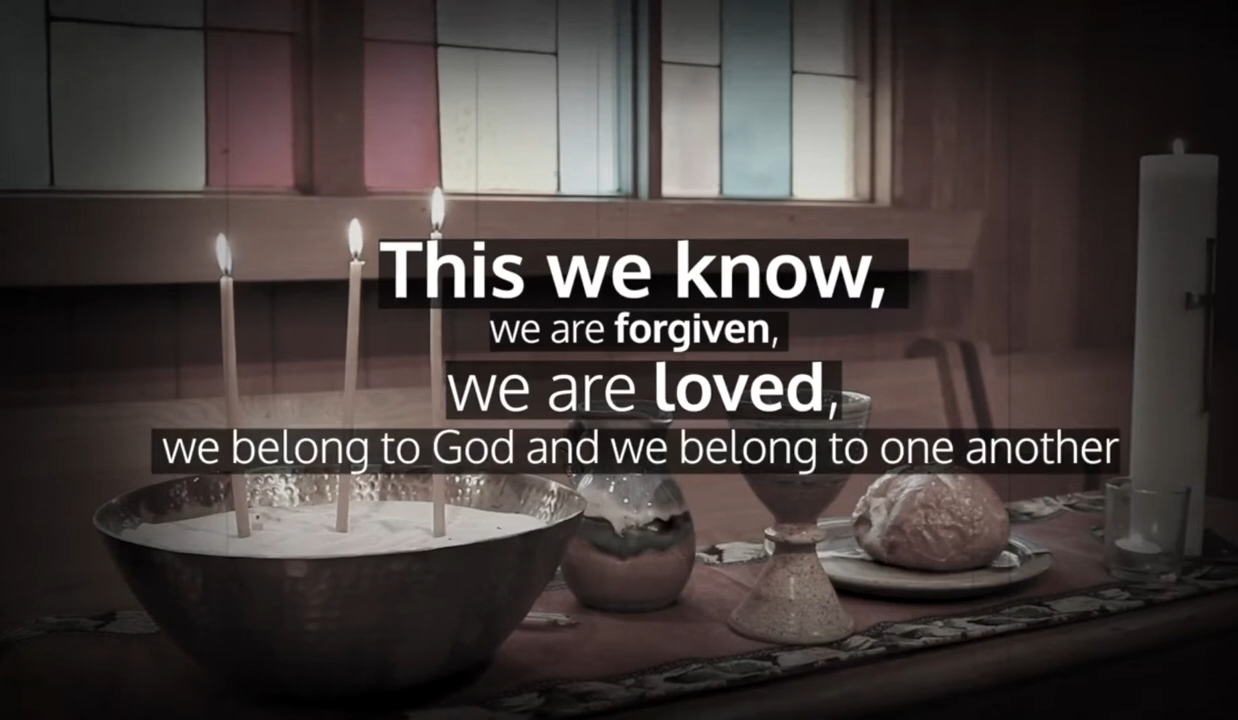 This we know,
we are forgiven,
we are loved,
we belong to God and we belong to one another